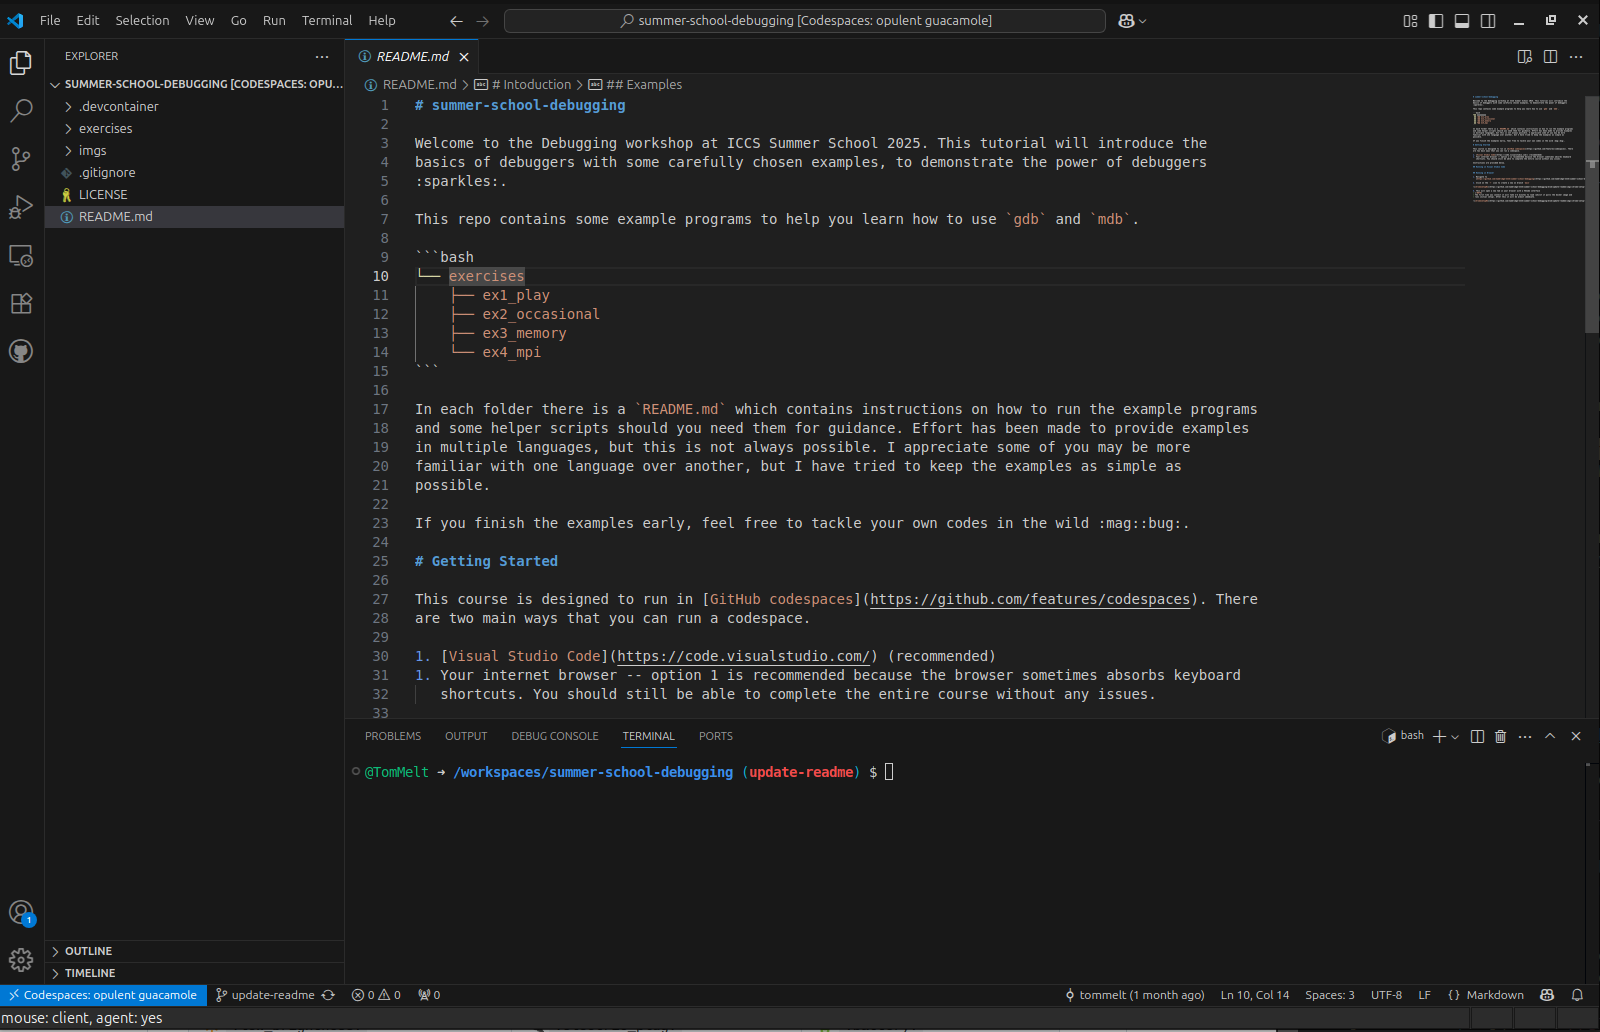 File Edit Selection View Go Run Terminal Help
summer-school-debugging [Codespaces: opulent guacamole]
EXPLORER
SUMMER-SCHOOL-DEBUGGING [CODESPACES: OPU...
.devcontainer
exercises
imgs
.gitignore
LICENSE
README.md
OUTLINE
TIMELINE
README.md
README.md > # Intoduction > ## Examples
1 # summer-school-debugging
2
3 Welcome to the Debugging workshop at ICCS Summer School 2025. This tutorial will introduce the
4 basics of debuggers with some carefully chosen examples, to demonstrate the power of debuggers
5 :sparkles:.
6
7 This repo contains some example programs to help you learn how to use `gdb` and `mdb`.
8
9 ```bash
10 └── exercises
11 ├── ex1_play
12 ├── ex2_occasional
13 ├── ex3_memory
14 └── ex4_mpi
15 ```
16
17 In each folder there is a `README.md` which contains instructions on how to run the example programs
18 and some helper scripts should you need them for guidance. Effort has been made to provide examples
19 in multiple languages, but this is not always possible. I appreciate some of you may be more
20 familiar with one language over another, but I have tried to keep the examples as simple as
21 possible.
22
23 If you finish the examples early, feel free to tackle your own codes in the wild :mag::bug:.
24
25 # Getting Started
26
27 This course is designed to run in [GitHub codespaces](https://github.com/features/codespaces). There
28 are two main ways that you can run a codespace.
29
30 1. [Visual Studio Code](https://code.visualstudio.com/) (recommended)
31 1. Your internet browser -- option 1 is recommended because the browser sometimes absorbs keyboard
32 shortcuts. You should still be able to complete the entire course without any issues.
33
PROBLEMS OUTPUT DEBUG CONSOLE TERMINAL PORTS
bash
@TomMelt ➜ /workspaces/summer-school-debugging (update-readme) $
1
Codespaces: opulent guacamole update-readme 0 0 0
tommelt (1 month ago) Ln 10, Col 14 Spaces: 3 UTF-8 LF {} Markdown
mouse: client, agent: yes